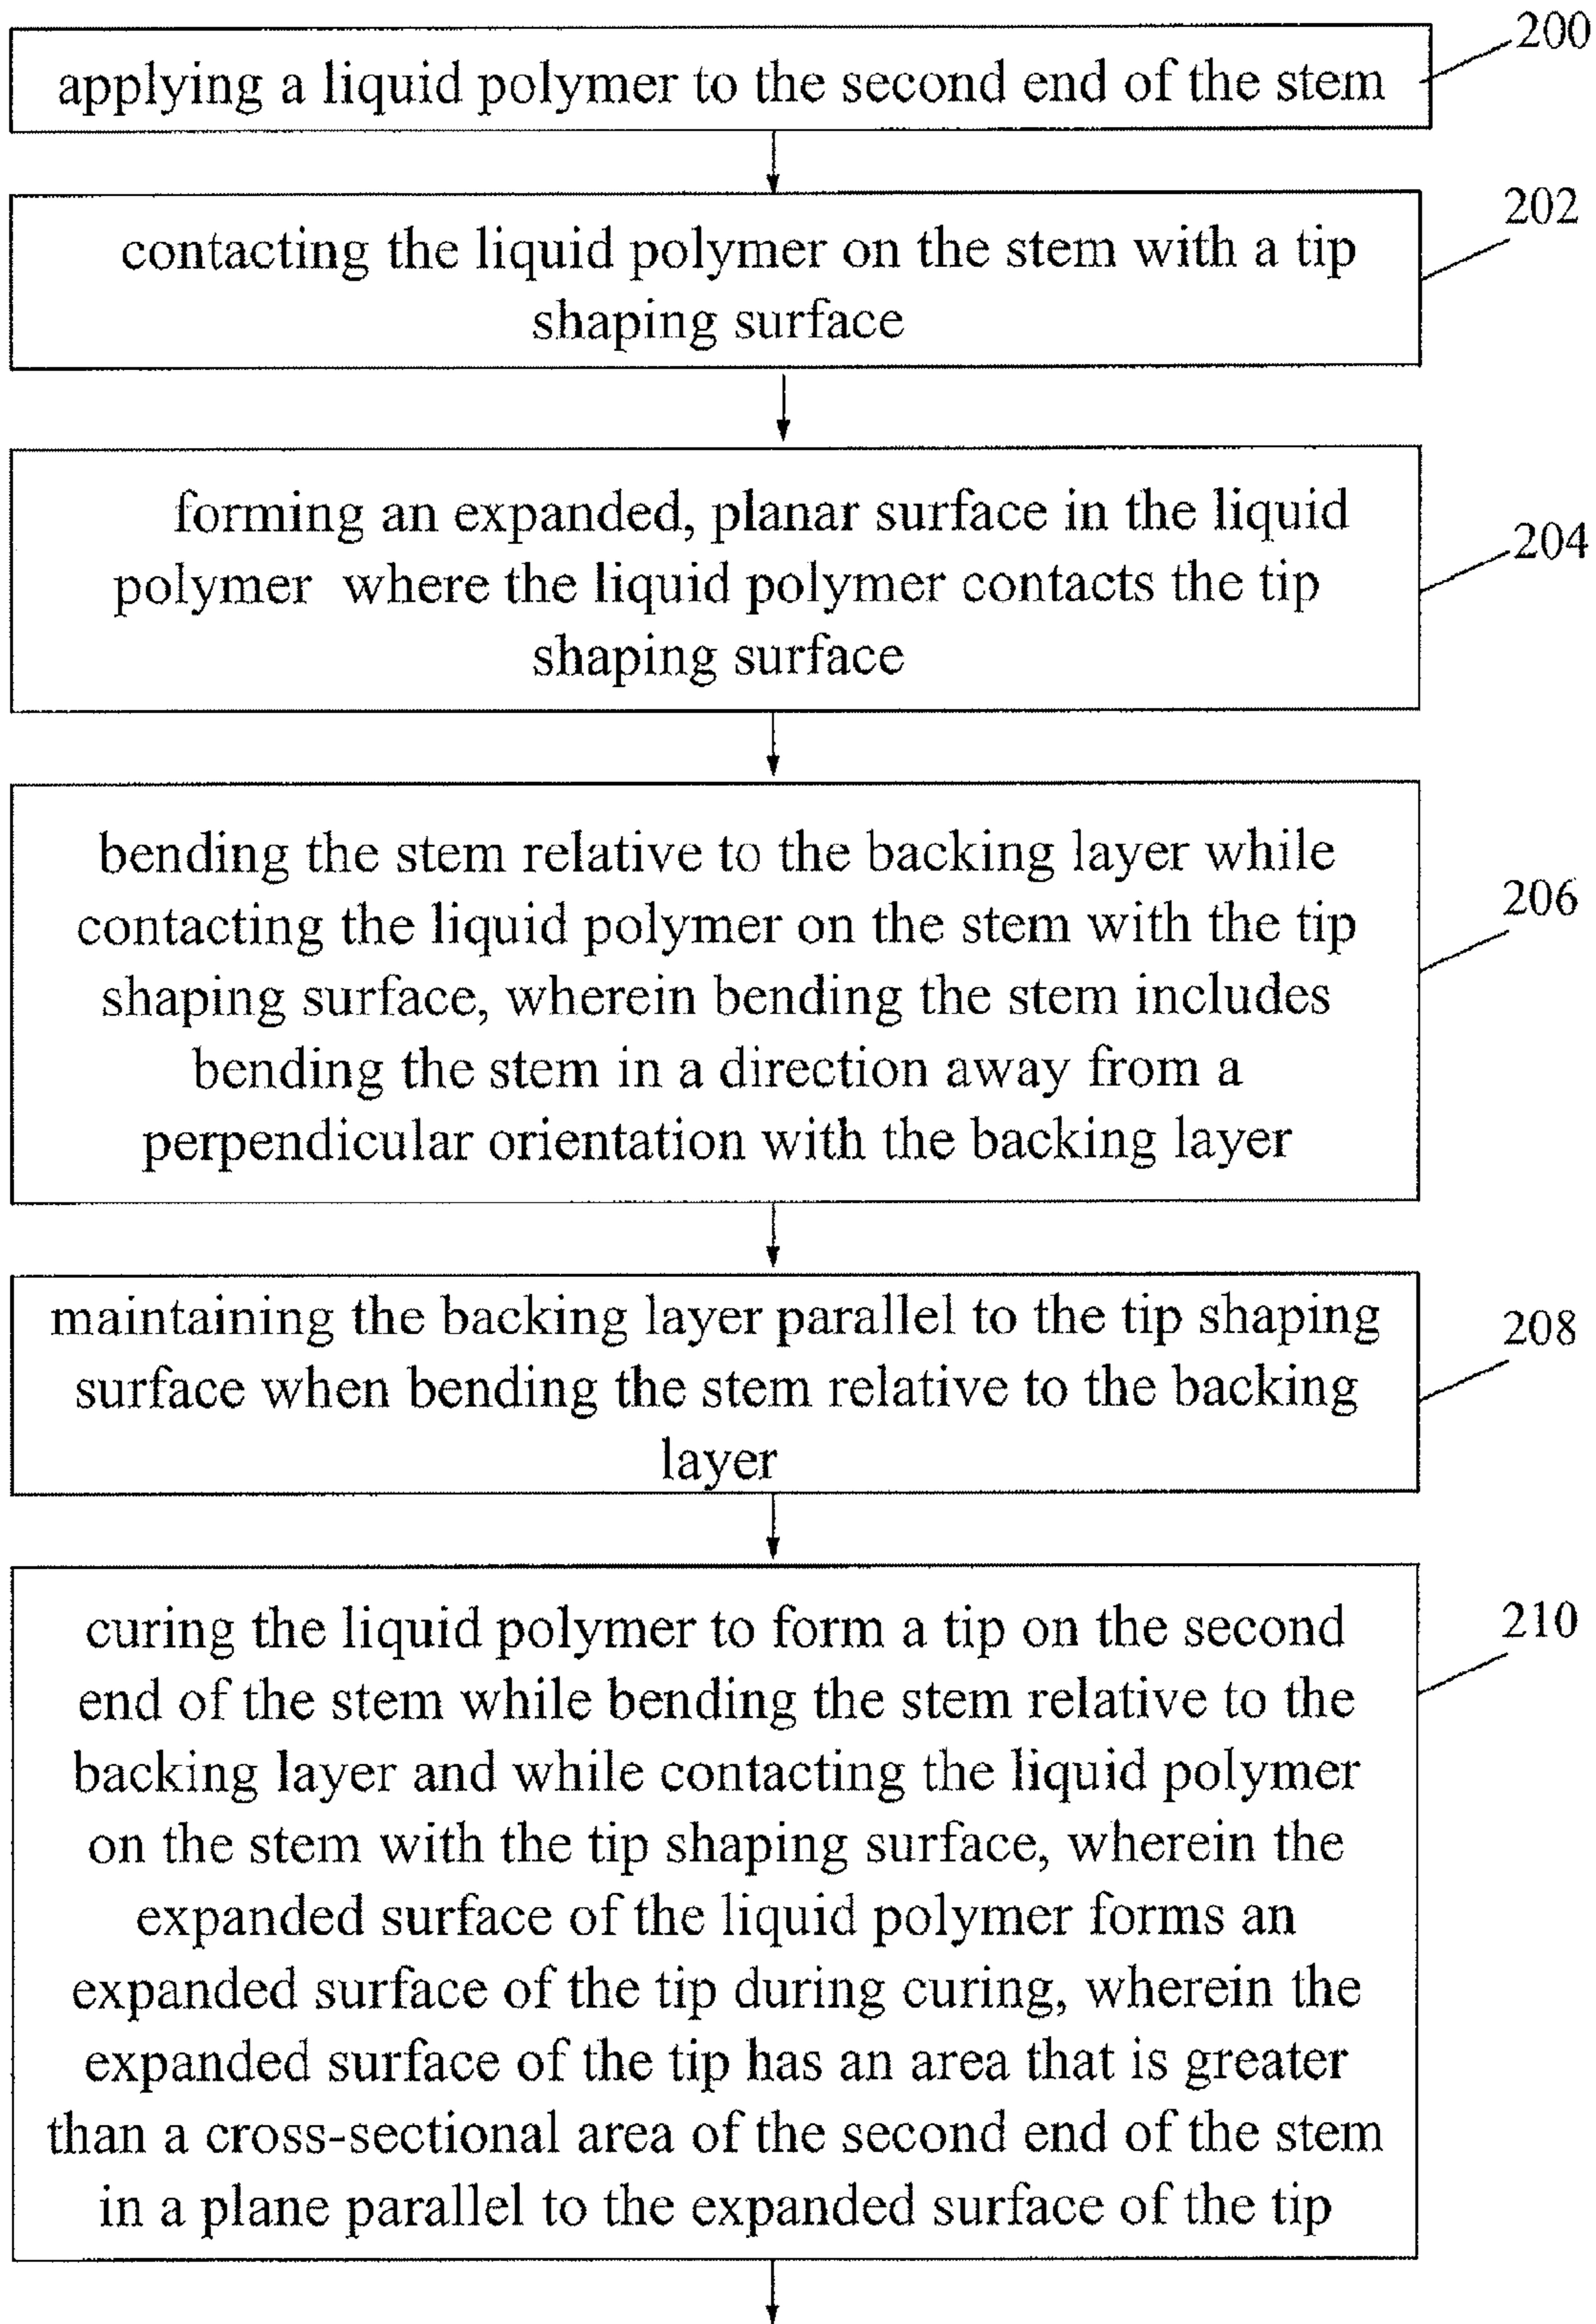 applying a liquid polymer to the second end of the stem
200
contacting the liquid polymer on the stem with a tip
shaping surface
202
forming an expanded, planar surface in the liquid
polymer where the liquid polymer contacts the tip
shaping surface
204
bending the stem relative to the backing layer while
contacting the liquid polymer on the stem with the tip
shaping surface, wherein bending the stem includes
bending the stem in a direction away from a
perpendicular orientation with the backing layer
206
maintaining the backing layer parallel to the tip shaping
surface when bending the stem relative to the backing
layer
208
curing the liquid polymer to form a tip on the second
end of the stem while bending the stem relative to the
backing layer and while contacting the liquid polymer
on the stem with the tip shaping surface, wherein the
expanded surface of the liquid polymer forms an
expanded surface of the tip during curing, wherein the
expanded surface of the tip has an area that is greater
than a cross-sectional area of the second end of the stem
in a plane parallel to the expanded surface of the tip
210